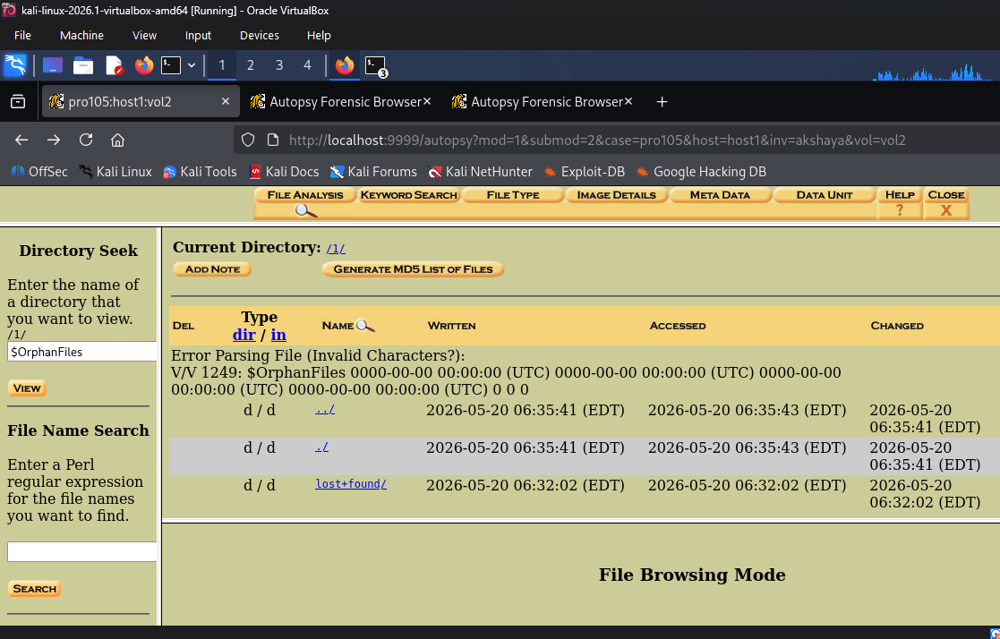 kali-linux-2026.1-virtualbox-amd64 [Running] - Oracle VirtualBox
File Machine View Input Devices Help
1 2 3 4 3
pro105:host1:vol2 × Autopsy Forensic Browser × Autopsy Forensic Browser × +
http://localhost:9999/autopsy?mod=1&submod=2&case=pro105&host=host1&inv=akshaya&vol=vol2
OffSec Kali Linux Kali Tools Kali Docs Kali Forums Kali NetHunter Exploit-DB Google Hacking DB
FILE ANALYSIS KEYWORD SEARCH FILE TYPE IMAGE DETAILS META DATA DATA UNIT HELP CLOSE
? X
Directory Seek
Enter the name of
a directory that
you want to view.
/1/
$OrphanFiles
VIEW
File Name Search
Enter a Perl
regular expression
for the file names
you want to find.
SEARCH
Current Directory: /1/
ADD NOTE GENERATE MD5 LIST OF FILES
DEL Type dir / in NAME WRITTEN ACCESSED CHANGED
Error Parsing File (Invalid Characters?):
V/V 1249: $OrphanFiles 0000-00-00 00:00:00 (UTC) 0000-00-00 00:00:00 (UTC) 0000-00-00
00:00:00 (UTC) 0000-00-00 00:00:00 (UTC) 0 0 0
d / d ../ 2026-05-20 06:35:41 (EDT) 2026-05-20 06:35:43 (EDT) 2026-05-20
06:35:41 (EDT)
d / d ./ 2026-05-20 06:35:41 (EDT) 2026-05-20 06:35:43 (EDT) 2026-05-20
06:35:41 (EDT)
d / d lost+found/ 2026-05-20 06:32:02 (EDT) 2026-05-20 06:32:02 (EDT) 2026-05-20
06:32:02 (EDT)
File Browsing Mode